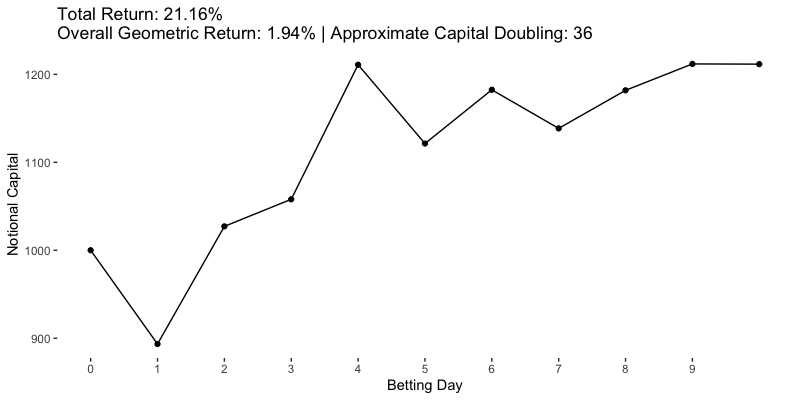 Total Return: 21.16%
Overall Geometric Return: 1.94% | Approximate Capital Doubling: 36
1200
1100
Notional Capital
1000
900
0 1 2 3 4 5 6 7 8 9
Betting Day